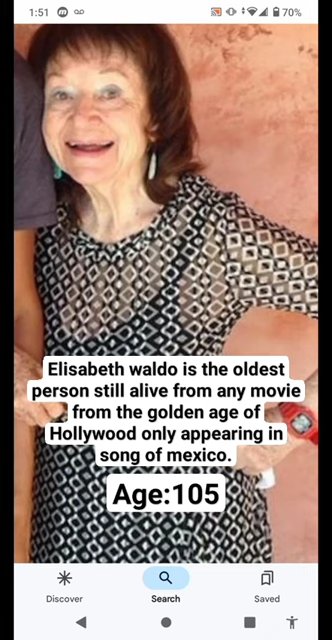 1:51
70%
Elisabeth waldo is the oldest
person still alive from any movie
from the golden age of
Hollywood only appearing in
song of mexico.
Age:105
Discover
Search
Saved